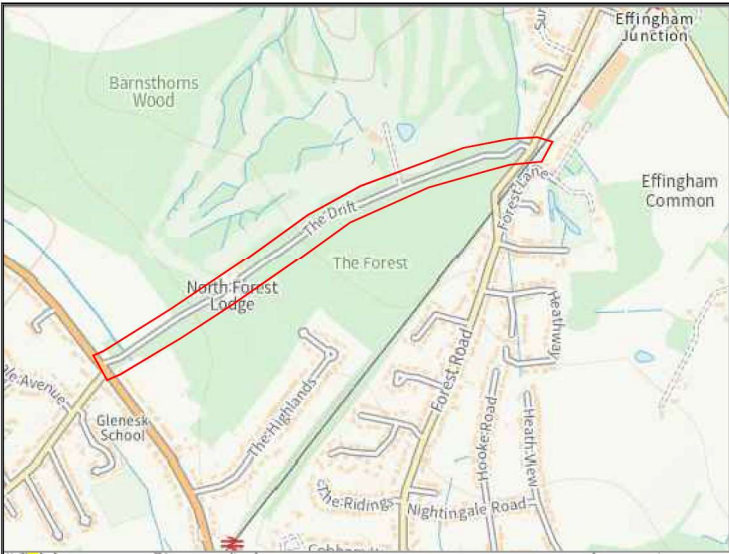 Effingham
Junction
Barnsthorns
Wood
Effingham
Common
Forest Lane
The Drift
The Forest
North Forest
Lodge
Heathway
Forest Road
Glenesk
School
The Highlands
Hooke Road
Heath View
The Ridings
Nightingale Road